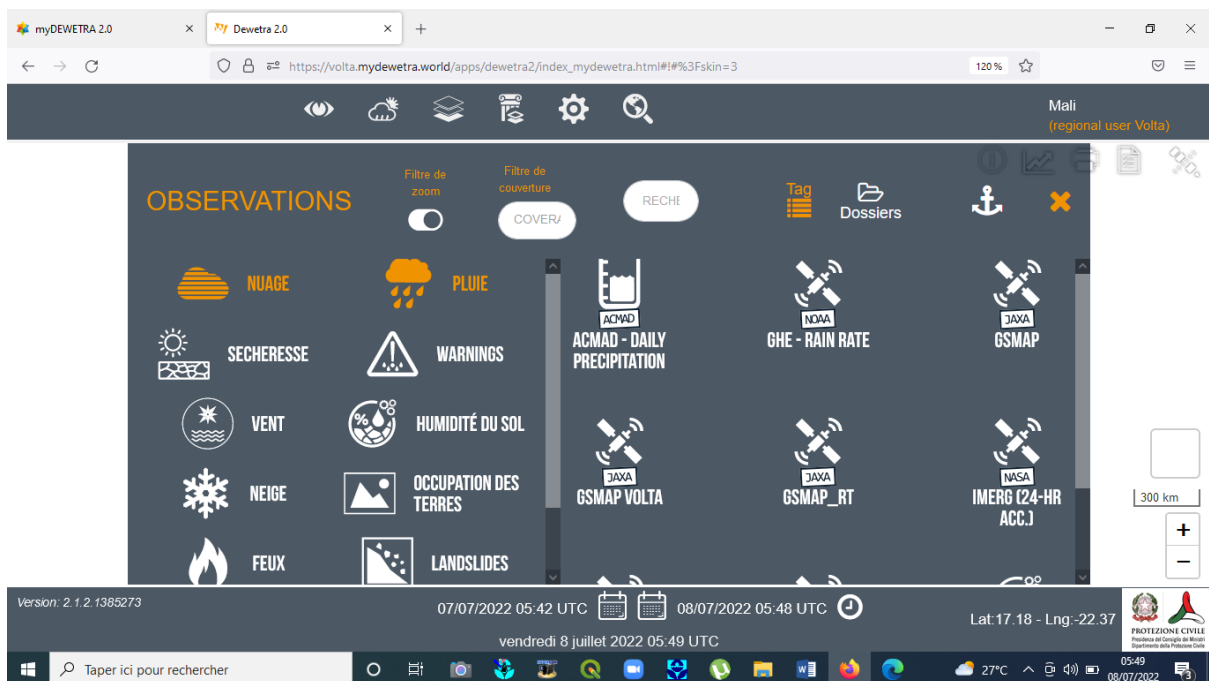 myDEWETRA 2.0
Dewetra 2.0
https://volta.mydewetra.world/apps/dewetra2/index_mydewetra.html#!#%3Fskin=3
120 %
Mali
(regional user Volta)
OBSERVATIONS
Filtre de
zoom
Filtre de
couverture
COVERA
RECHE
Tag
Dossiers
NUAGE
PLUIE
SECHERESSE
WARNINGS
VENT
HUMIDITÉ DU SOL
NEIGE
OCCUPATION DES
TERRES
FEUX
LANDSLIDES
ACMAD
ACMAD - DAILY
PRECIPITATION
NOAA
GHE - RAIN RATE
JAXA
GSMAP
JAXA
GSMAP VOLTA
JAXA
GSMAP_RT
NASA
IMERG (24-HR
ACC.)
300 km
+
−
Version: 2.1.2.1385273
07/07/2022 05:42 UTC
08/07/2022 05:48 UTC
vendredi 8 juillet 2022 05:49 UTC
Lat:17.18 - Lng:-22.37
PROTEZIONE CIVILE
Presidenza del Consiglio dei Ministri
Dipartimento della Protezione Civile
Taper ici pour rechercher
27°C
05:49
08/07/2022
3